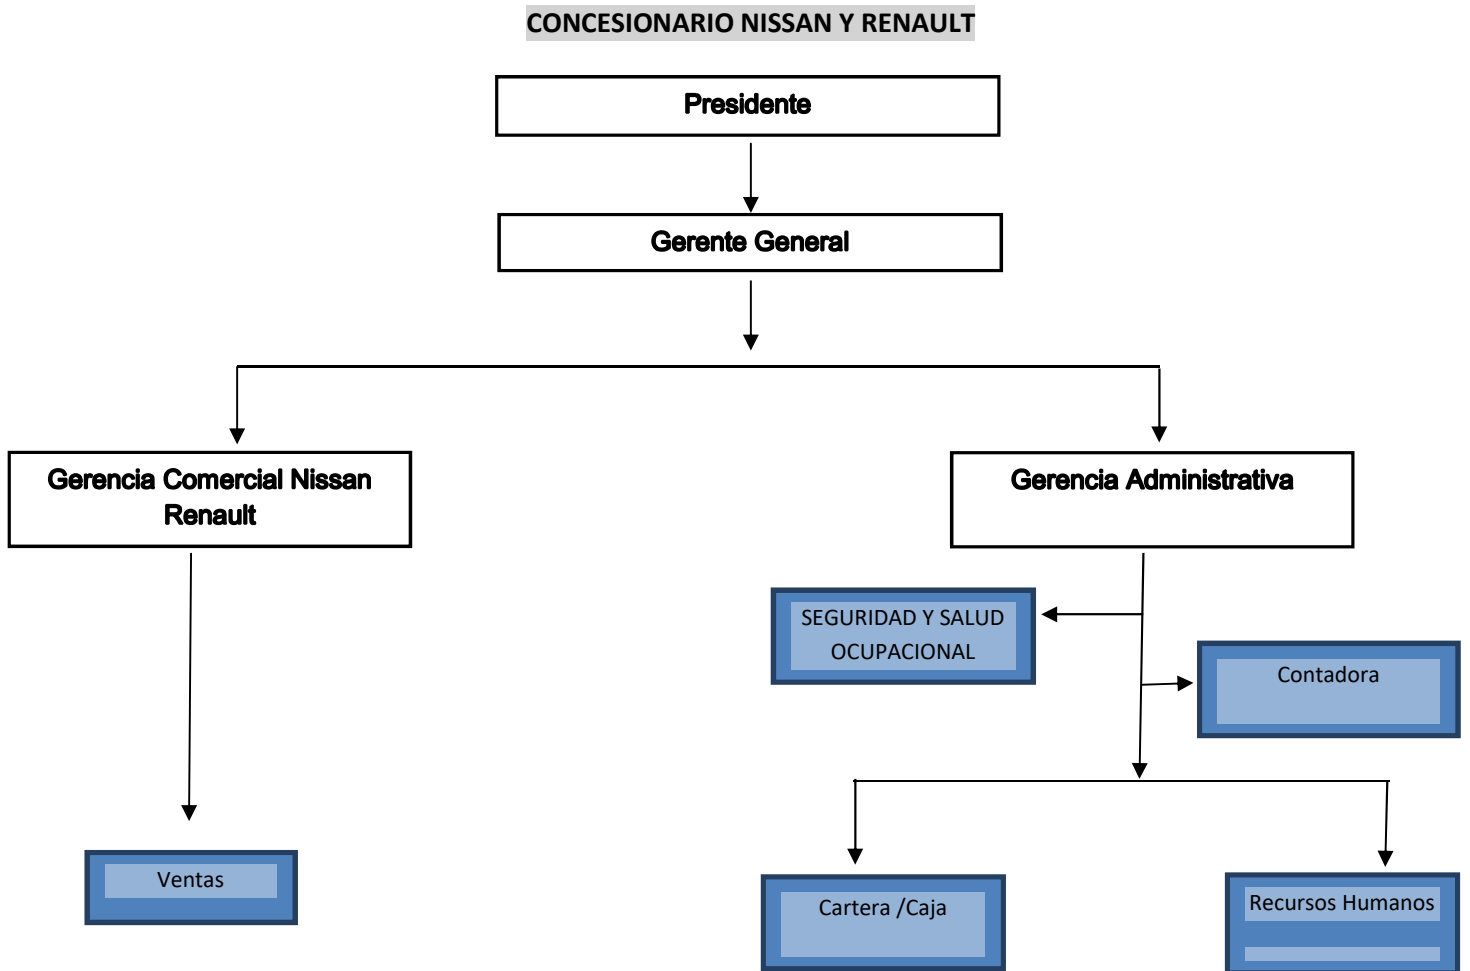 CONCESIONARIO NISSAN Y RENAULT
Presidente
Gerente General
Gerencia Comercial Nissan
Renault
Gerencia Administrativa
SEGURIDAD Y SALUD
OCUPACIONAL
Contadora
Ventas
Cartera /Caja
Recursos Humanos